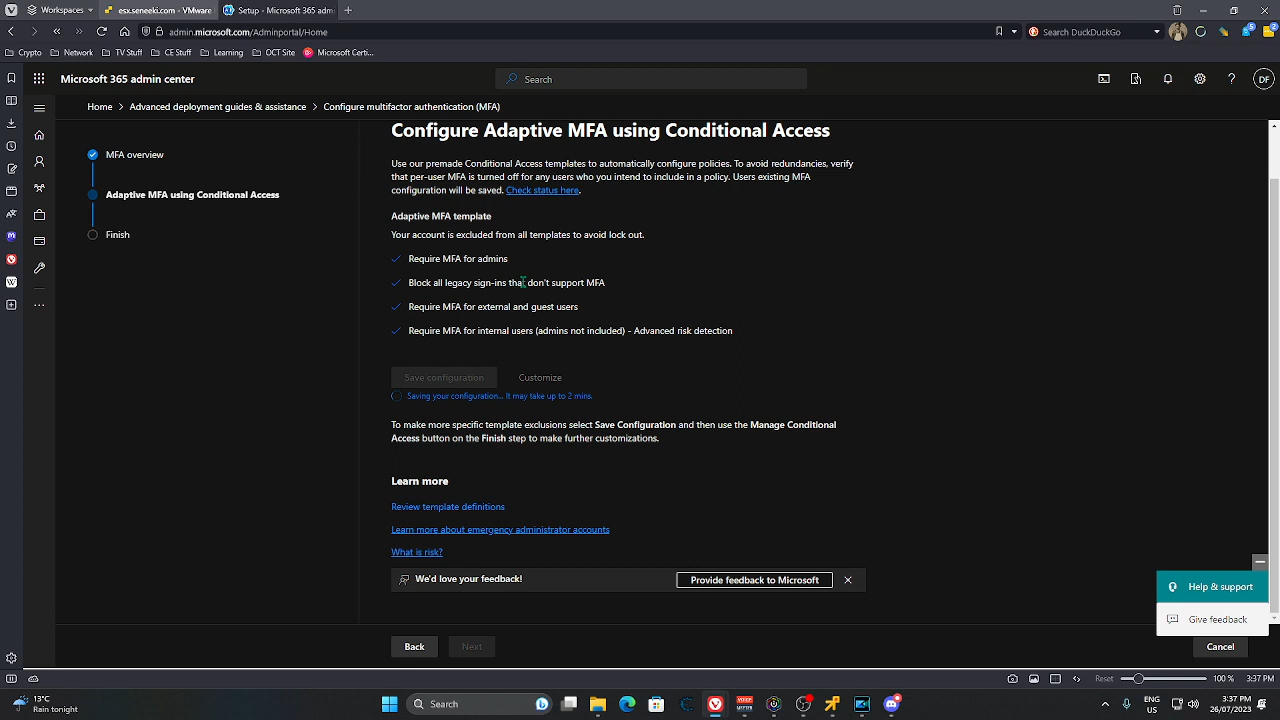 Workspaces
esx.seneeki.com - VMware
Setup - Microsoft 365 adm
admin.microsoft.com/Adminportal/Home
Search DuckDuckGo
5
Crypto
Network
TV Stuff
CE Stuff
Learning
OCT Site
Microsoft Certi...
Microsoft 365 admin center
Search
DF
Home
Advanced deployment guides & assistance
Configure multifactor authentication (MFA)
MFA overview
Adaptive MFA using Conditional Access
Finish
Configure Adaptive MFA using Conditional Access
Use our premade Conditional Access templates to automatically configure policies. To avoid redundancies, verify
that per-user MFA is turned off for any users who you intend to include in a policy. Users existing MFA
configuration will be saved. Check status here.
Adaptive MFA template
Your account is excluded from all templates to avoid lock out.
Require MFA for admins
Block all legacy sign-ins that don't support MFA
Require MFA for external and guest users
Require MFA for internal users (admins not included) - Advanced risk detection
Save configuration
Customize
Saving your configuration... It may take up to 2 mins.
To make more specific template exclusions select Save Configuration and then use the Manage Conditional
Access button on the Finish step to make further customizations.
Learn more
Review template definitions
Learn more about emergency administrator accounts
What is risk?
We'd love your feedback!
Provide feedback to Microsoft
Help & support
Give feedback
Back
Next
Cancel
Reset
100 %
3:37 PM
13°C
Rain tonight
Search
ENG
US
3:37 PM
26/07/2023